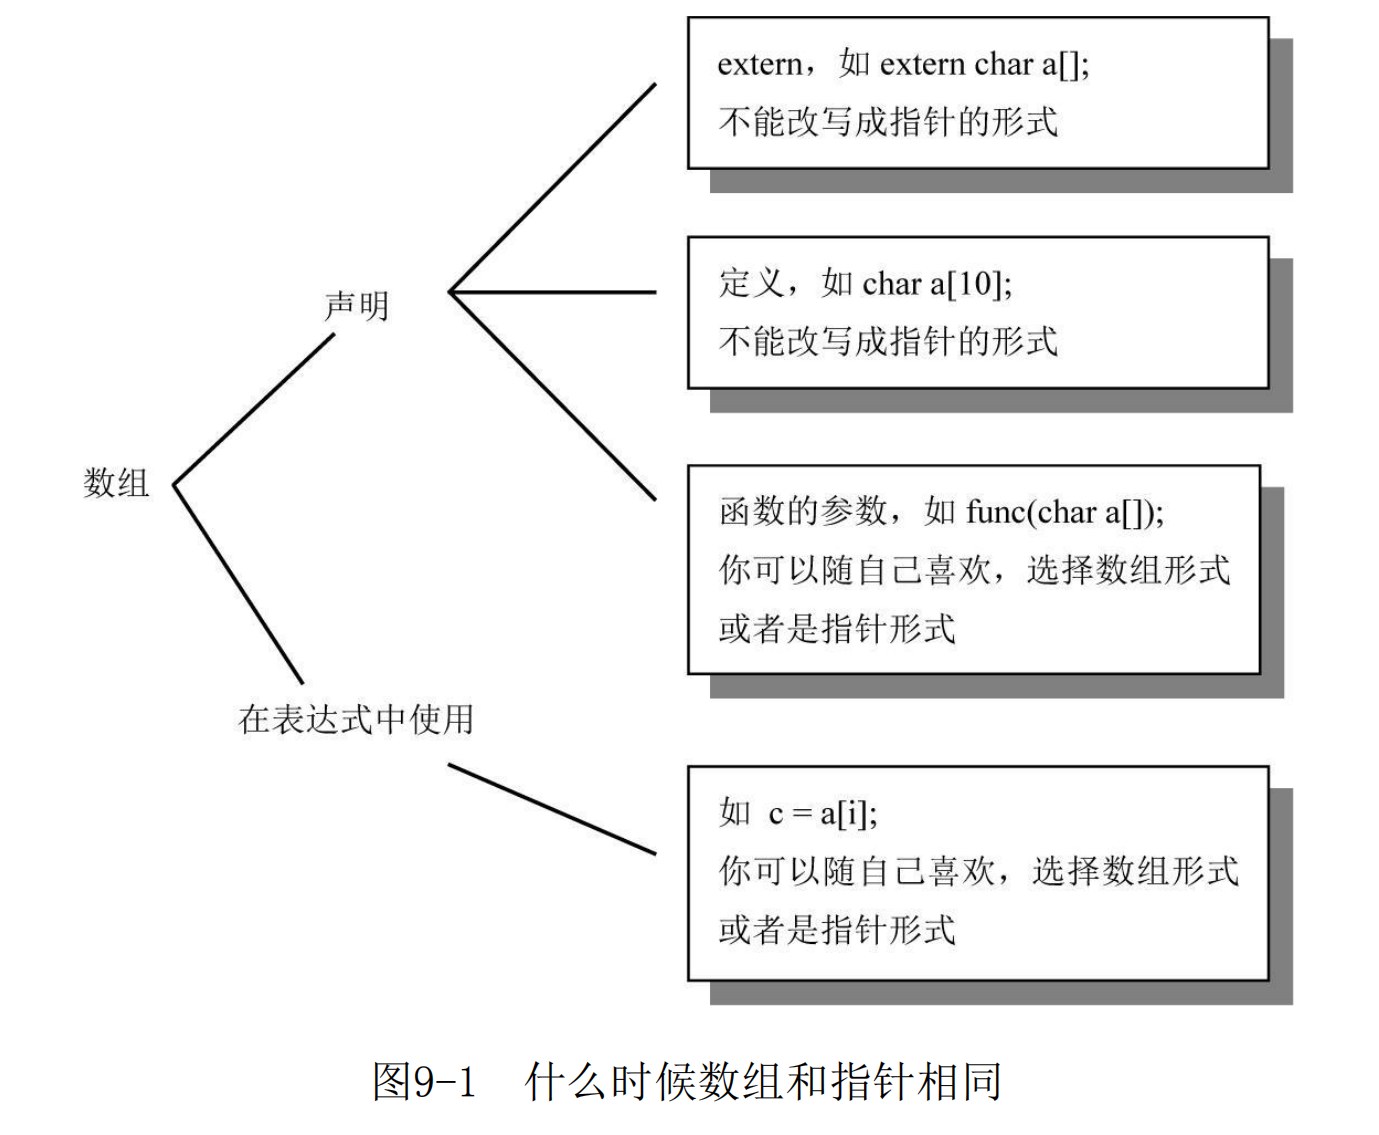 extern，如 extern char a[];
不能改写成指针的形式
定义，如 char a[10];
不能改写成指针的形式
声明
数组
函数的参数，如 func(char a[]);
你可以随自己喜欢，选择数组形式
或者是指针形式
在表达式中使用
如 c = a[i];
你可以随自己喜欢，选择数组形式
或者是指针形式
图9-1 什么时候数组和指针相同